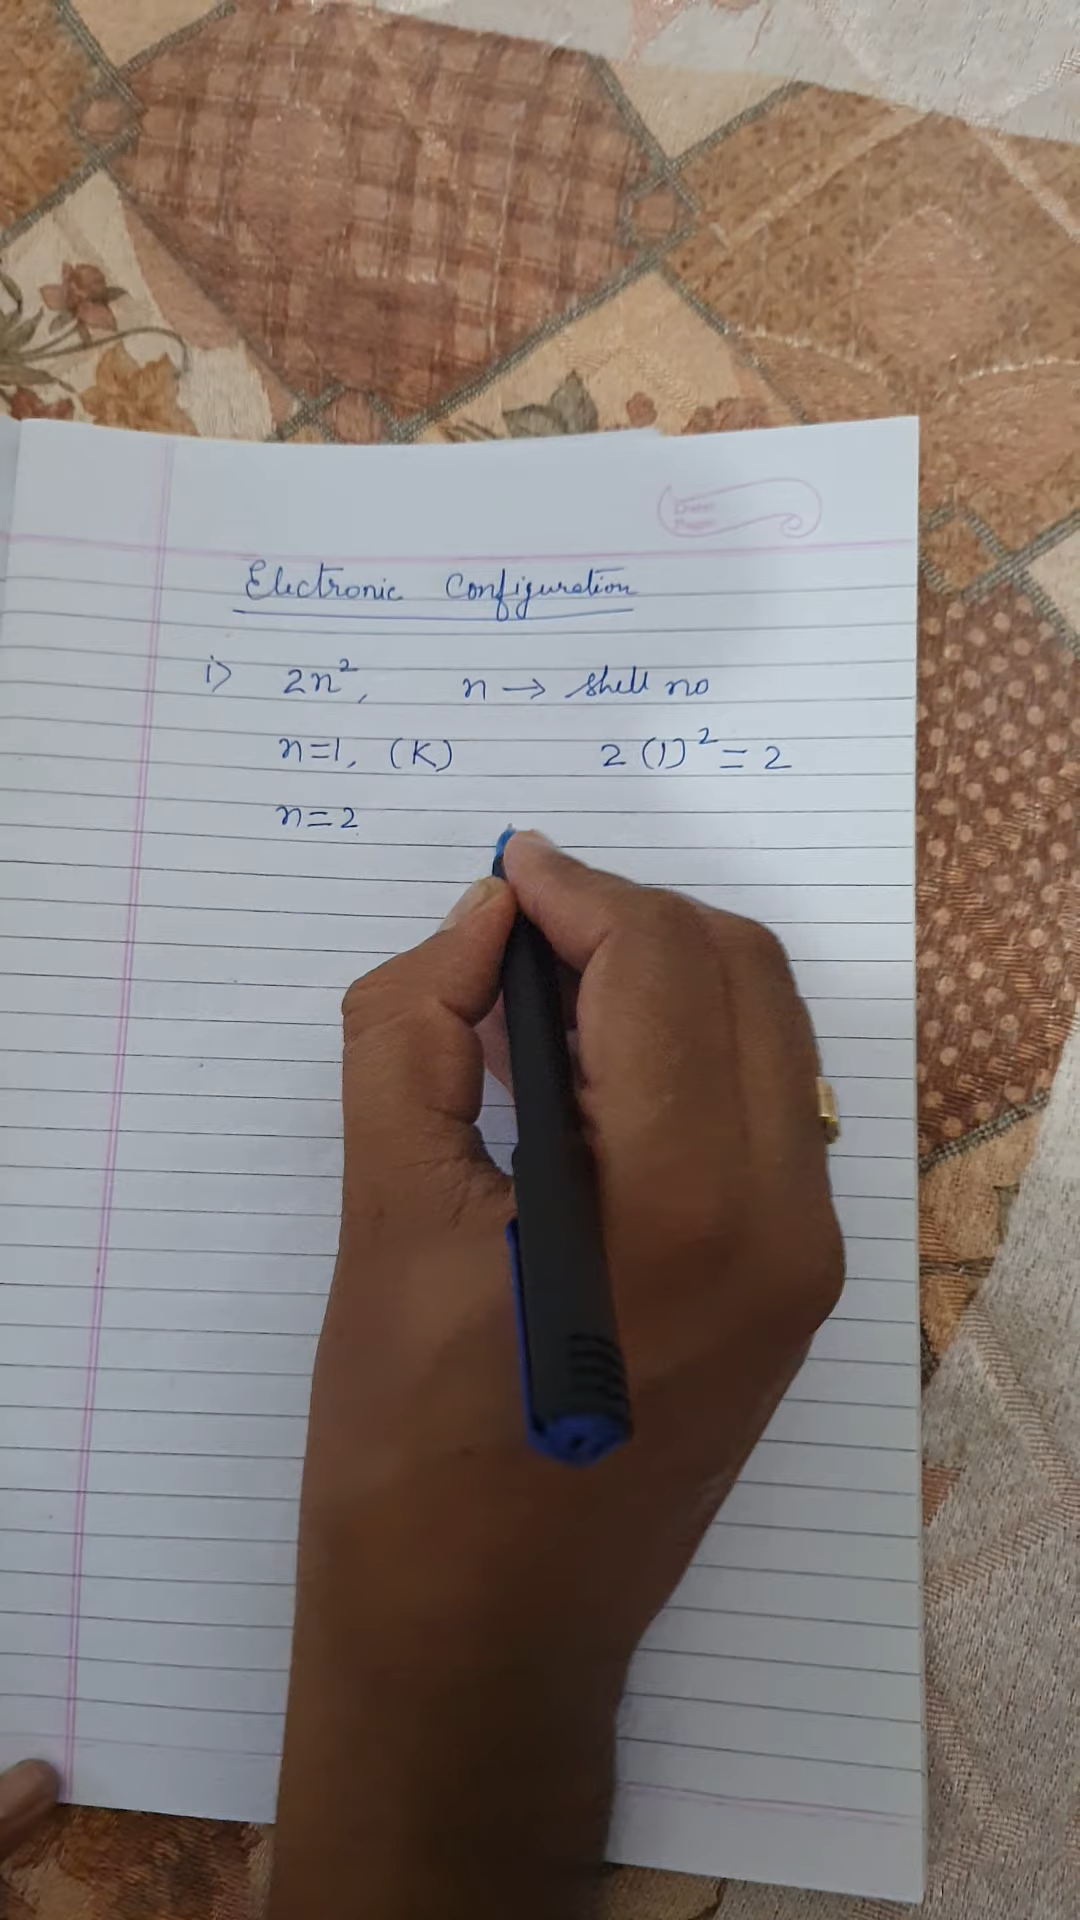 Electronic Configuration
i> 2n², n → shell no
n=1, (K) 2(1)² = 2
n=2